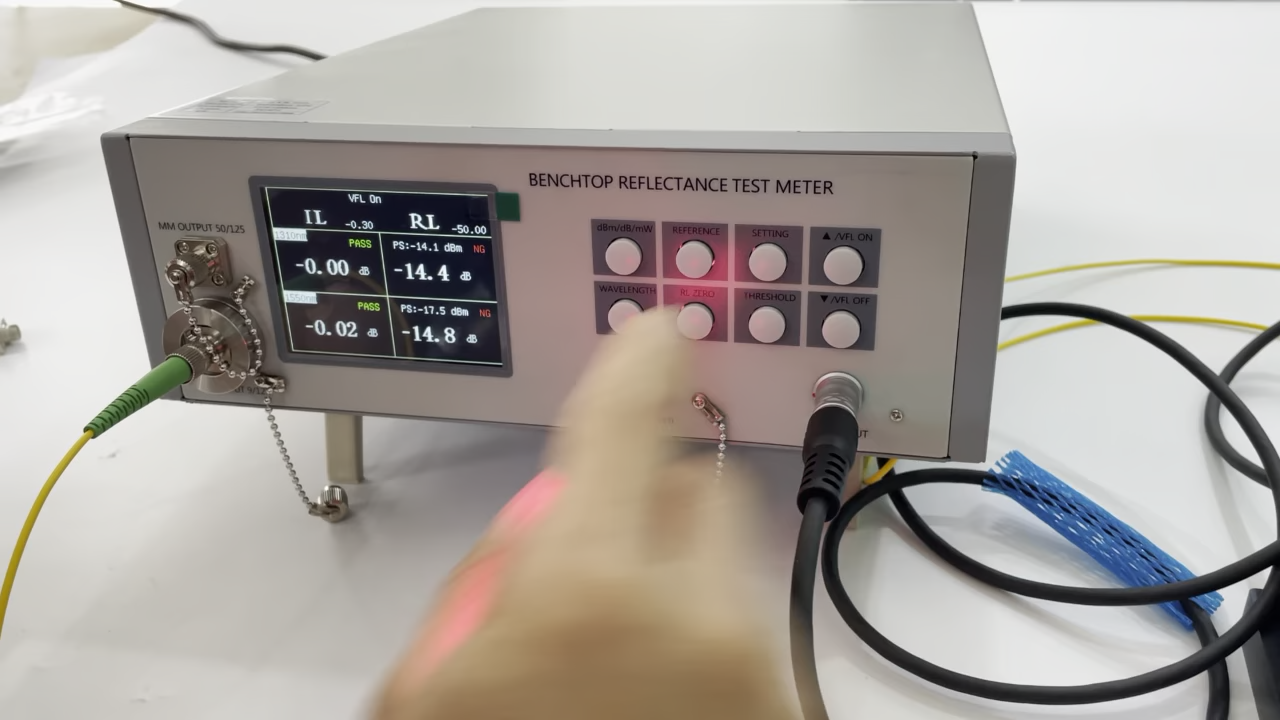 BENCHTOP REFLECTANCE TEST METER
MM OUTPUT 50/125
VFL On
IL -0.30 RL -50.00
1310nm
PASS PS:-14.1 dBm NG
-0.00 dB -14.4 dB
1550nm
PASS PS:-17.5 dBm NG
-0.02 dB -14.8 dB
dBm/dB/mW REFERENCE SETTING ▲/VFL ON
WAVELENGTH RL ZERO THRESHOLD ▼/VFL OFF